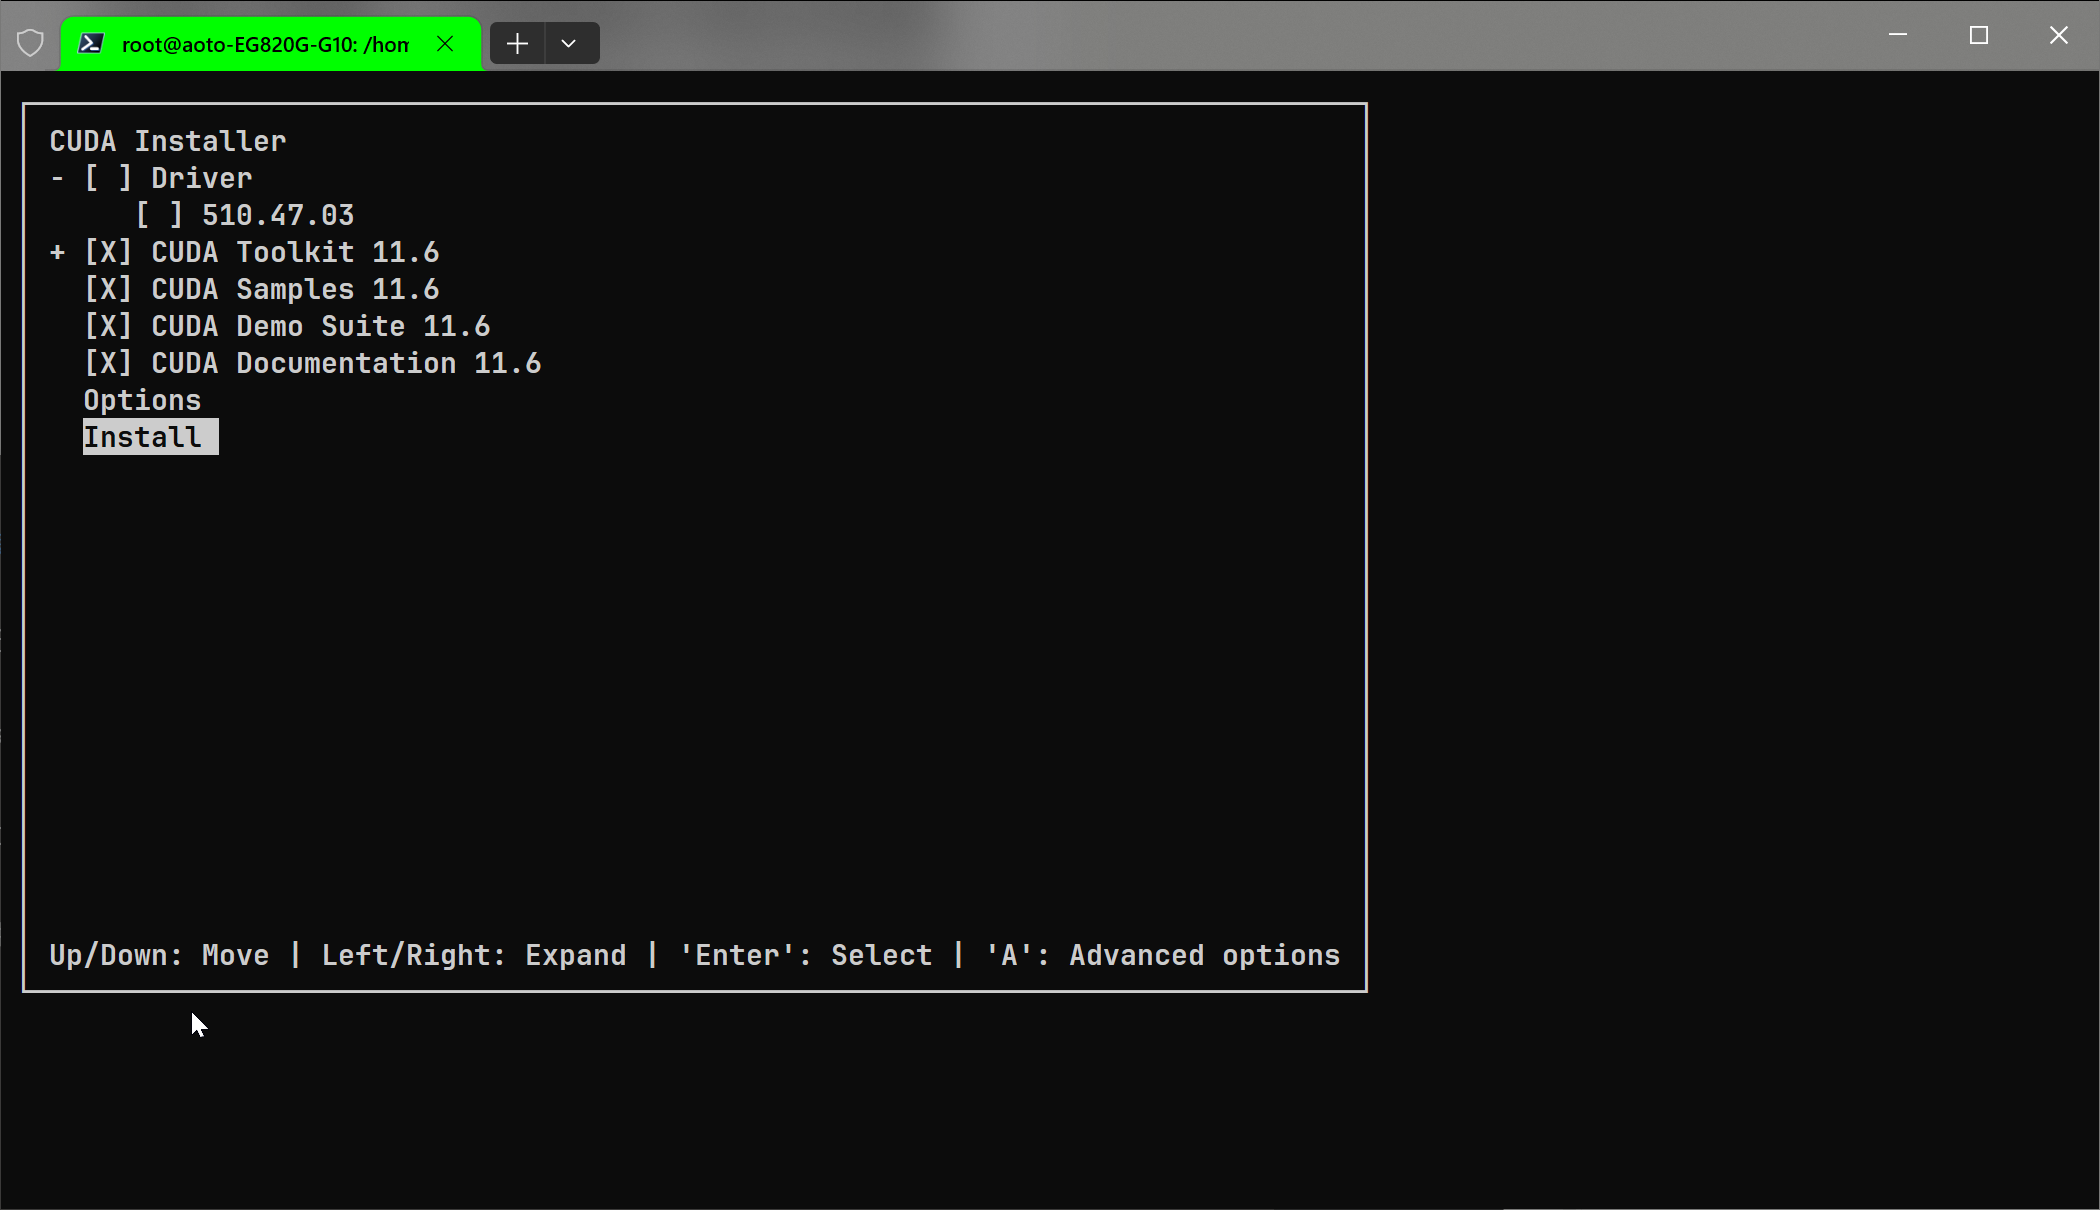 root@aoto-EG820G-G10: /hom
CUDA Installer
- [ ] Driver
[ ] 510.47.03
+ [X] CUDA Toolkit 11.6
[X] CUDA Samples 11.6
[X] CUDA Demo Suite 11.6
[X] CUDA Documentation 11.6
Options
Install
Up/Down: Move | Left/Right: Expand | 'Enter': Select | 'A': Advanced options